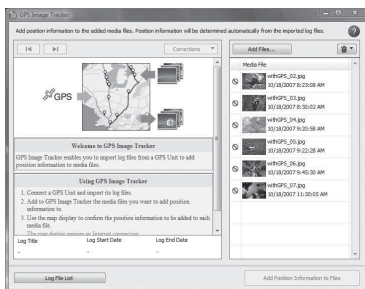 GPS Image Tracker
Add position information to the added media files. Position information will be determined automatically from the imported log files.
?
Corrections
Add Files...
GPS
Media File
withGPS_02.jpg
10/18/2007 8:23:08 AM
withGPS_03.jpg
10/18/2007 8:35:02 AM
withGPS_04.jpg
10/18/2007 9:20:58 AM
withGPS_05.jpg
10/18/2007 9:22:28 AM
withGPS_06.jpg
10/18/2007 9:45:30 AM
withGPS_07.jpg
10/18/2007 11:30:05 AM
Welcome to GPS Image Tracker
GPS Image Tracker enables you to import log files from a GPS Unit to add
position information to media files.
Using GPS Image Tracker
1. Connect a GPS Unit and import its log files.
2. Add to GPS Image Tracker the media files you want to add position
information to.
3. Use the map display to confirm the position information to be added to each
media file.
The map display requires an Internet connection.
Log Title Log Start Date Log End Date
- - -
Log File List
Add Position Information to Files